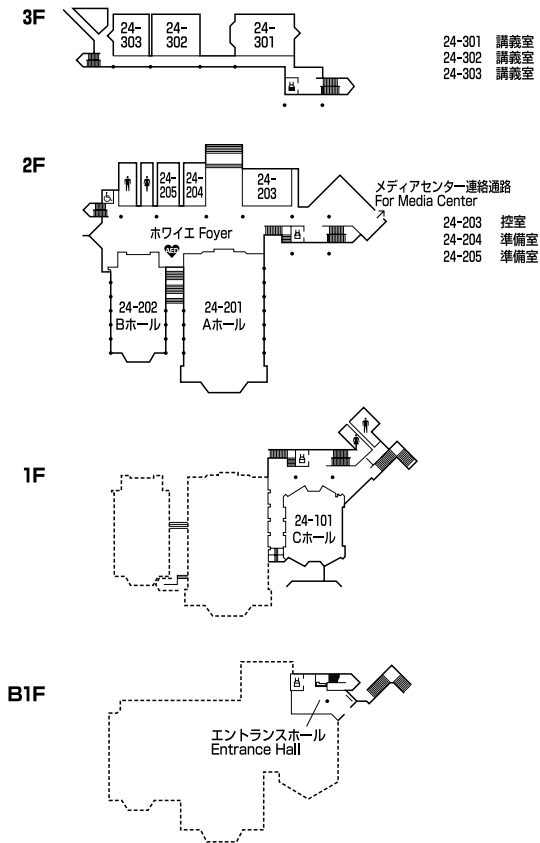 3F
24-
303
24-
302
24-
301
24-301 講義室
24-302 講義室
24-303 講義室
2F
24-
205
24-
204
24-
203
メディアセンター連絡通路
For Media Center
24-203 控室
24-204 準備室
24-205 準備室
ホワイエ Foyer
AED
24-202
Bホール
24-201
Aホール
1F
24-101
Cホール
B1F
エントランスホール
Entrance Hall